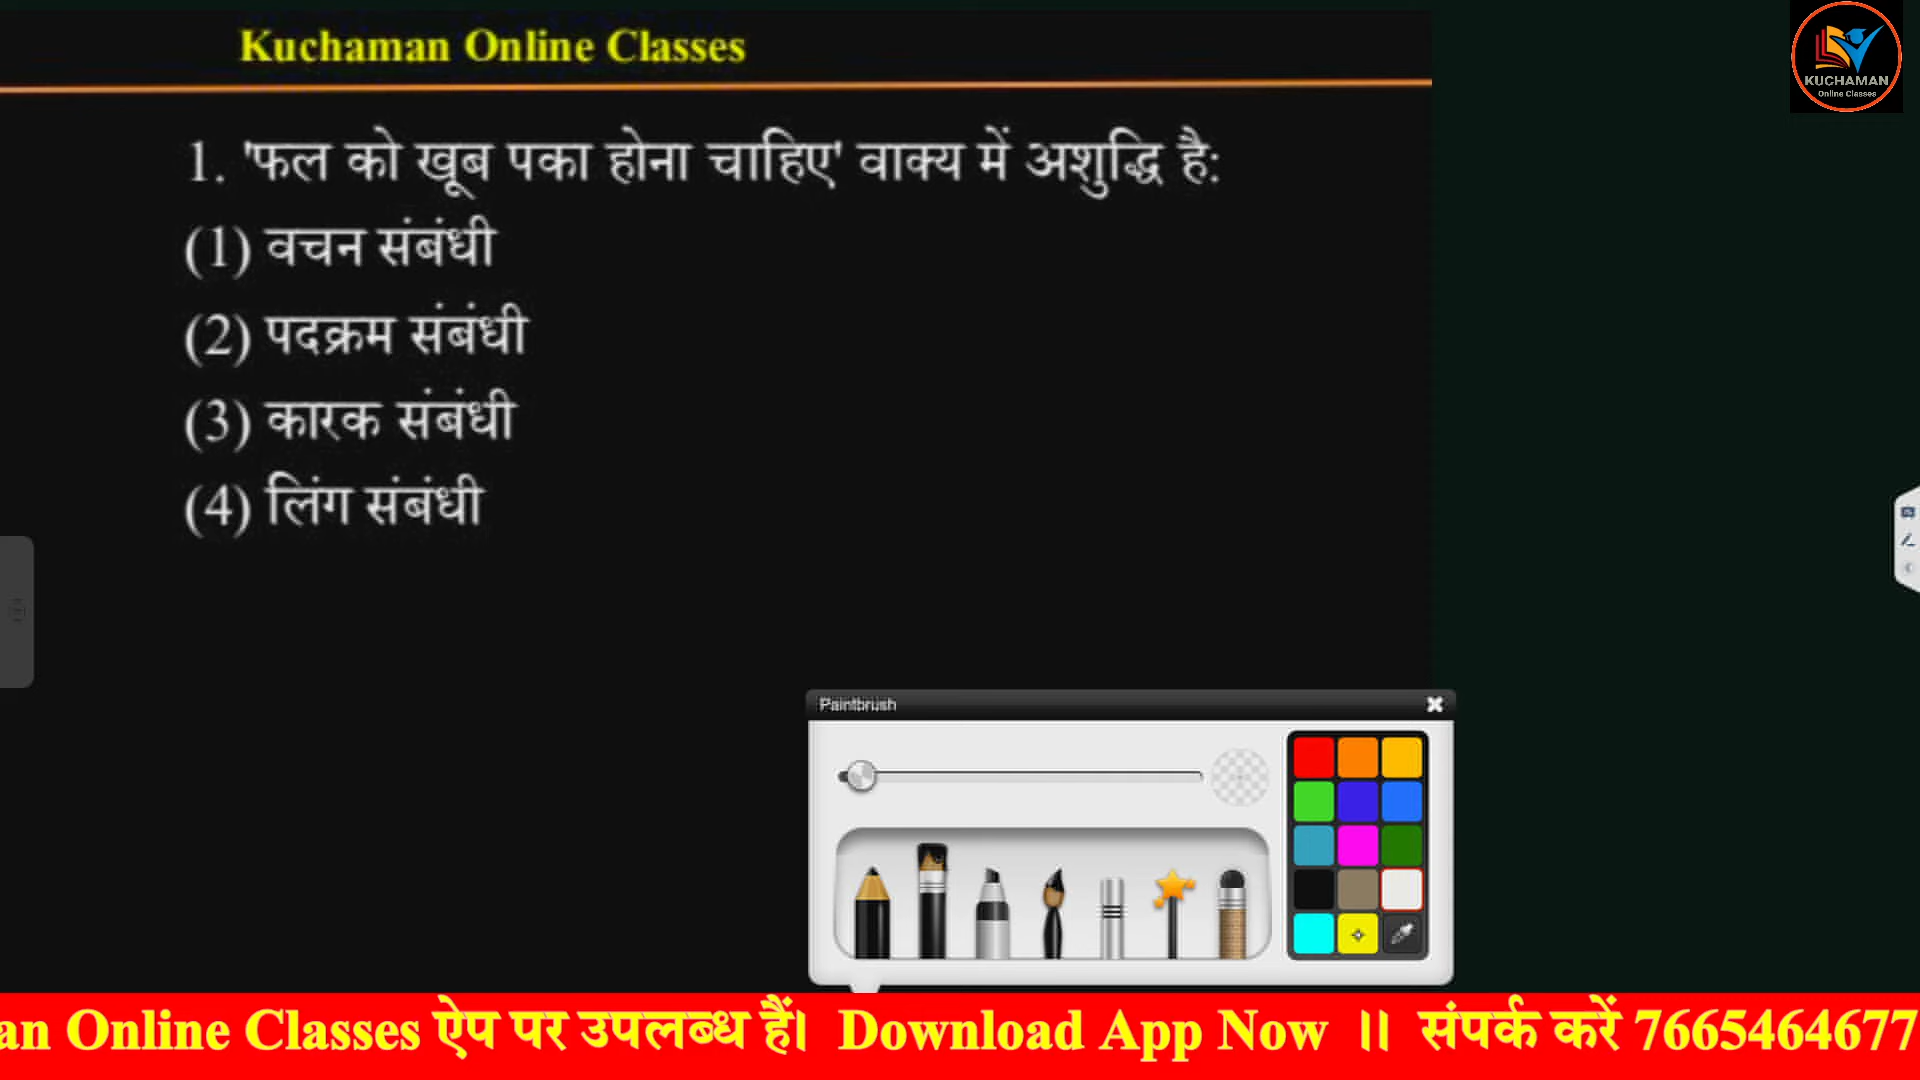 Kuchaman Online Classes
KUCHAMAN
Online Classes
1. 'फल को खूब पका होना चाहिए' वाक्य में अशुद्धि है:
(1) वचन संबंधी
(2) पदक्रम संबंधी
(3) कारक संबंधी
(4) लिंग संबंधी
Paintbrush
an Online Classes ऐप पर उपलब्ध हैं। Download App Now ।। संपर्क करें 7665464677